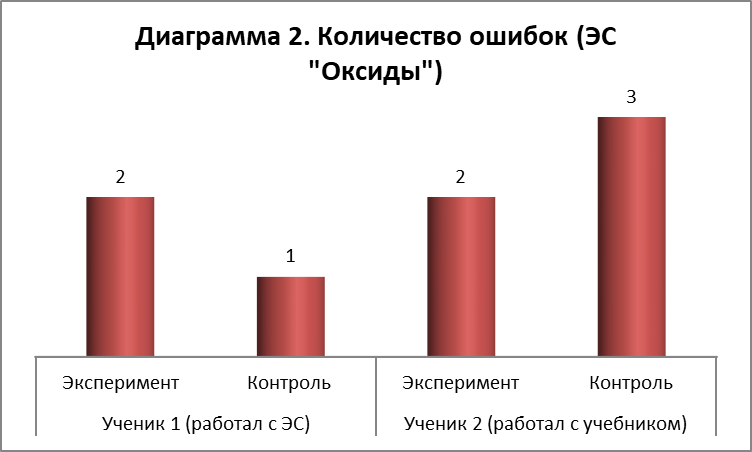 Диаграмма 2. Количество ошибок (ЭС
"Оксиды")
2
1
2
3
Эксперимент
Контроль
Эксперимент
Контроль
Ученик 1 (работал с ЭС)
Ученик 2 (работал с учебником)